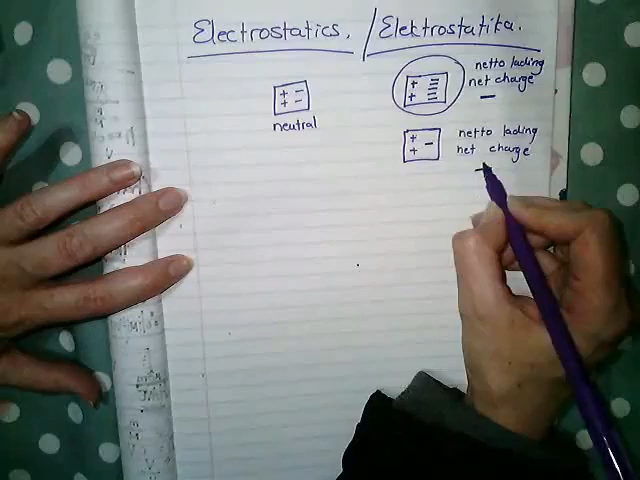 Electrostatics. / Elektrostatika.
+ −
+ −
neutral
+
+
− − − − −
netto lading
net charge
−
+
+ −
netto lading
net charge